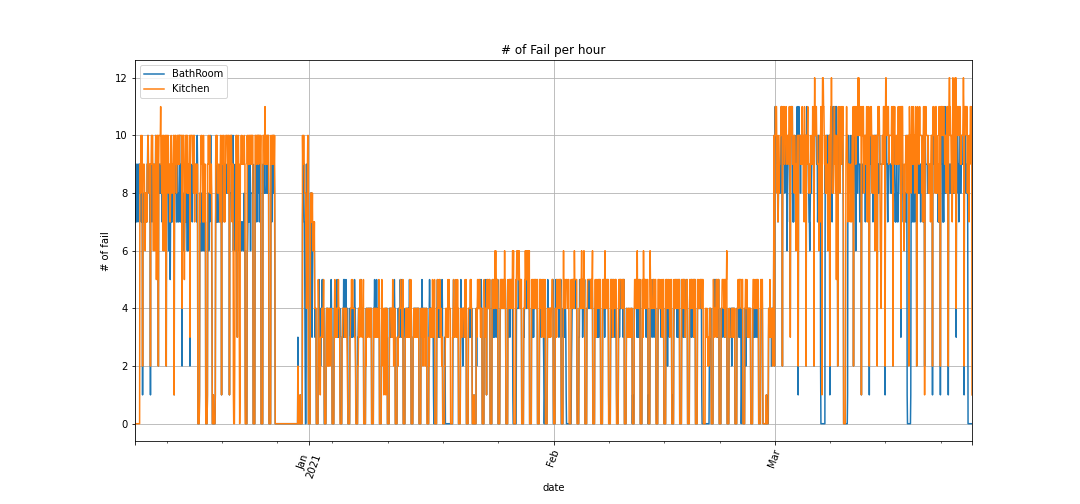 # of Fail per hour
BathRoom
Kitchen
12
10
8
6
4
2
0
# of fail
Jan
2021
Feb
Mar
date